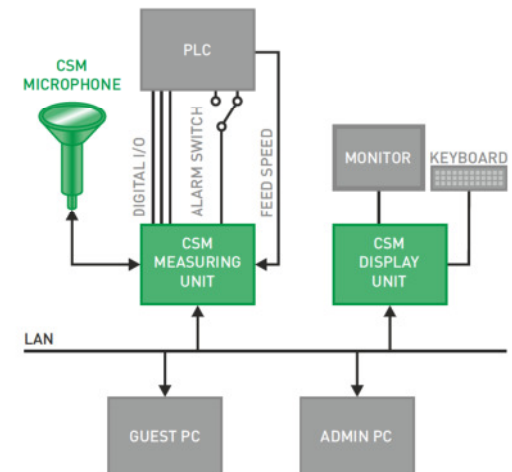 PLC
CSM
MICROPHONE
DIGITAL I/O
ALARM SWITCH
FEED SPEED
MONITOR
KEYBOARD
CSM
MEASURING
UNIT
CSM
DISPLAY
UNIT
LAN
GUEST PC
ADMIN PC